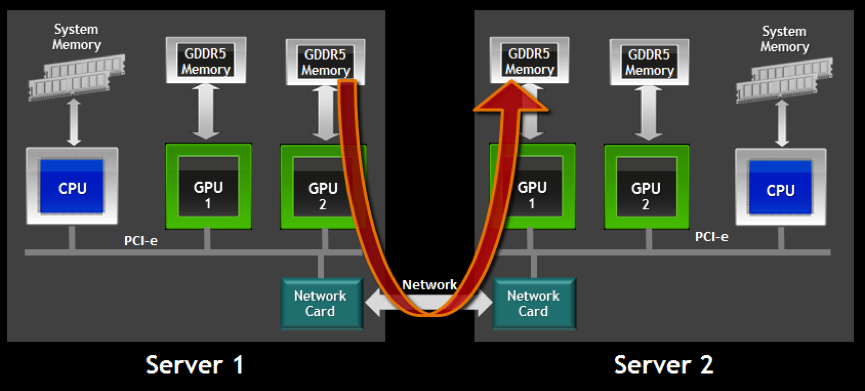 System
Memory
GDDR5
Memory
GDDR5
Memory
CPU
GPU
1
GPU
2
PCI-e
Network
Card
Server 1
Network
GDDR5
Memory
GDDR5
Memory
System
Memory
GPU
1
GPU
2
CPU
PCI-e
Network
Card
Server 2